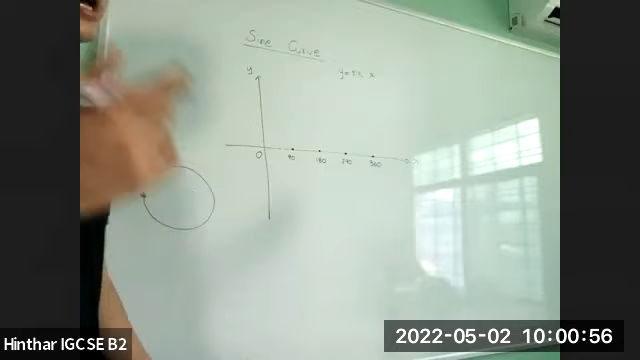 Sine Curve
y
y = sin x
0 90 180 270 360
Hinthar IGCSE B2
2022-05-02 10:00:56